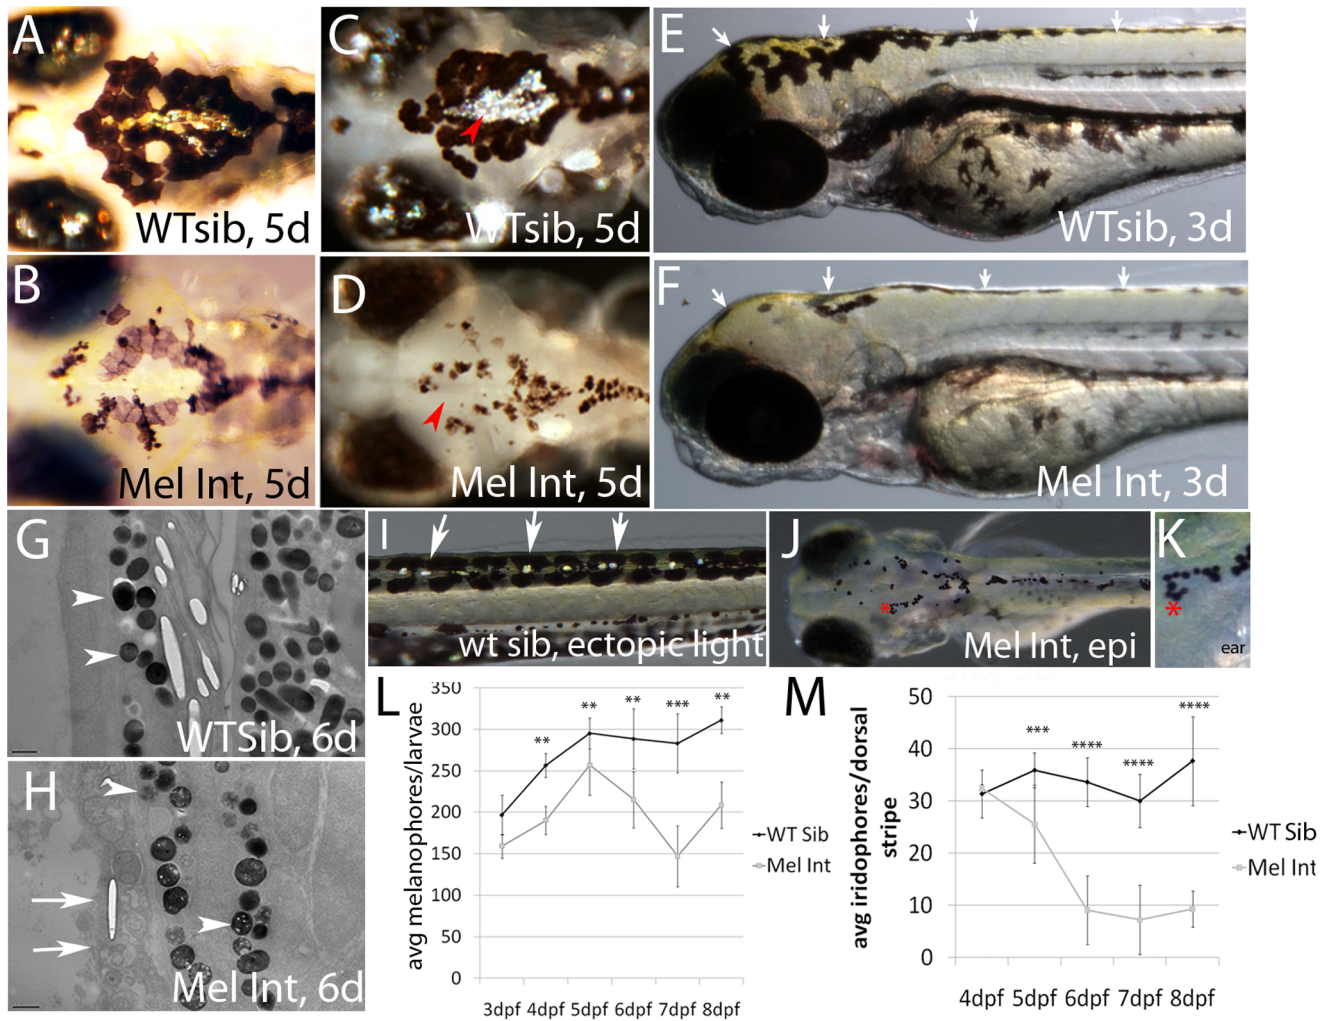 A
WTsib, 5d
B
Mel Int, 5d
C
WTsib, 5d
D
Mel Int, 5d
E
WTsib, 3d
F
Mel Int, 3d
G
WTSib, 6d
H
Mel Int, 6d
I
wt sib, ectopic light
J
*
Mel Int, epi
K
*
ear
L
avg melanophores/larvae
350
300
250
200
150
100
50
0
** ** ** *** **
3dpf 4dpf 5dpf 6dpf 7dpf 8dpf
WT Sib
Mel Int
M
avg iridophores/dorsal
stripe
50
40
30
20
10
0
*** **** **** ****
4dpf 5dpf 6dpf 7dpf 8dpf
WT Sib
Mel Int